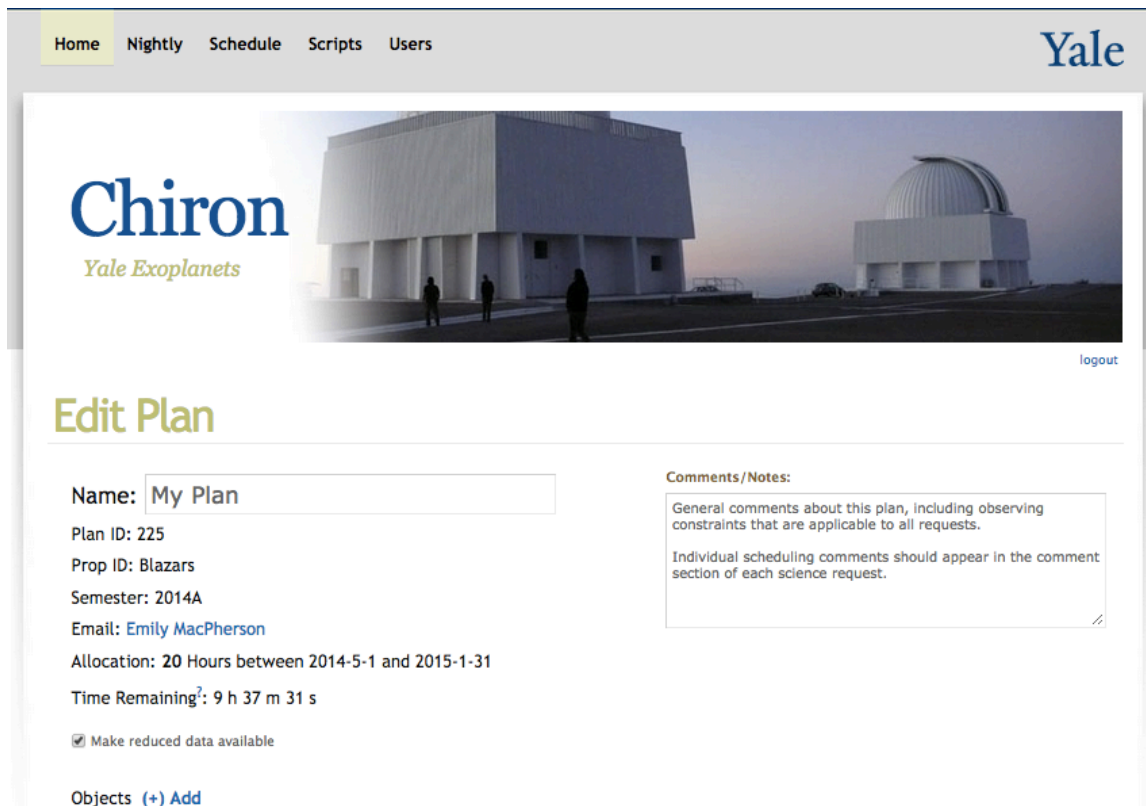 Home Nightly Schedule Scripts Users
Yale
Chiron
Yale Exoplanets
logout
Edit Plan
Name: My Plan
Plan ID: 225
Prop ID: Blazars
Semester: 2014A
Email: Emily MacPherson
Allocation: 20 Hours between 2014-5-1 and 2015-1-31
Time Remaining?: 9 h 37 m 31 s
Make reduced data available
Comments/Notes:
General comments about this plan, including observing
constraints that are applicable to all requests.
Individual scheduling comments should appear in the comment
section of each science request.
Objects (+) Add